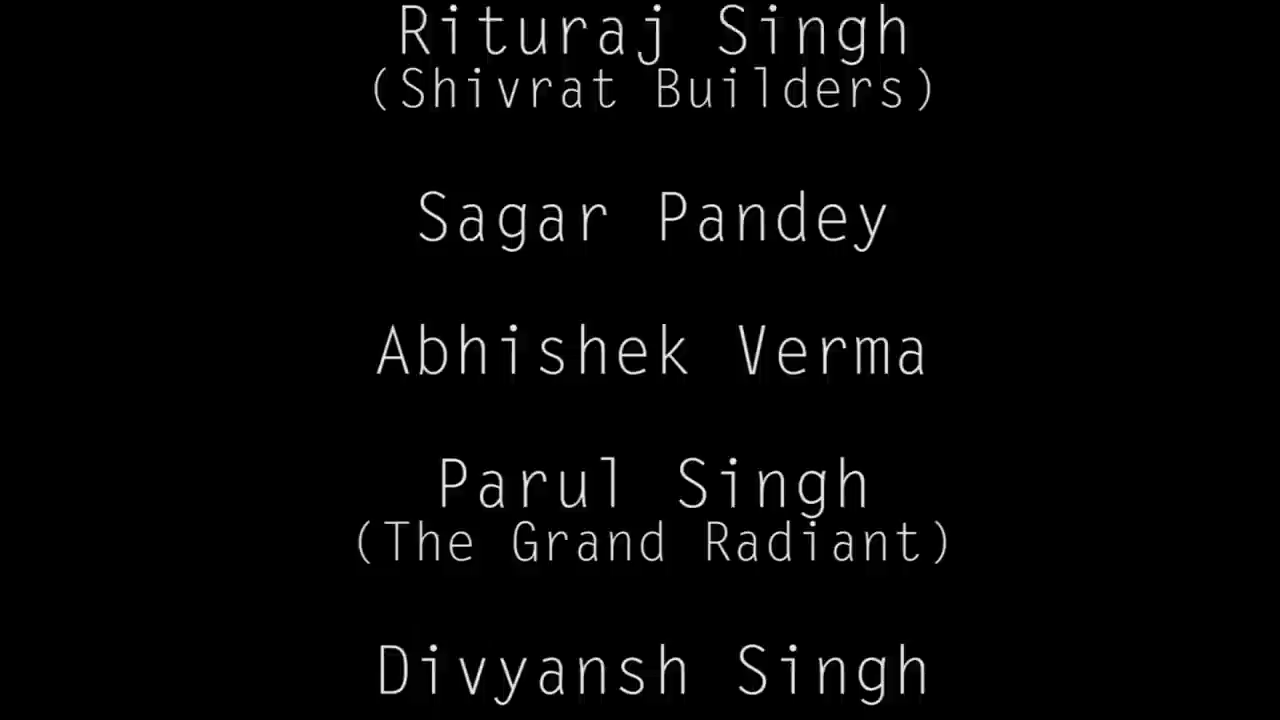 Rituraj Singh
(Shivrat Builders)
Sagar Pandey
Abhishek Verma
Parul Singh
(The Grand Radiant)
Divyansh Singh